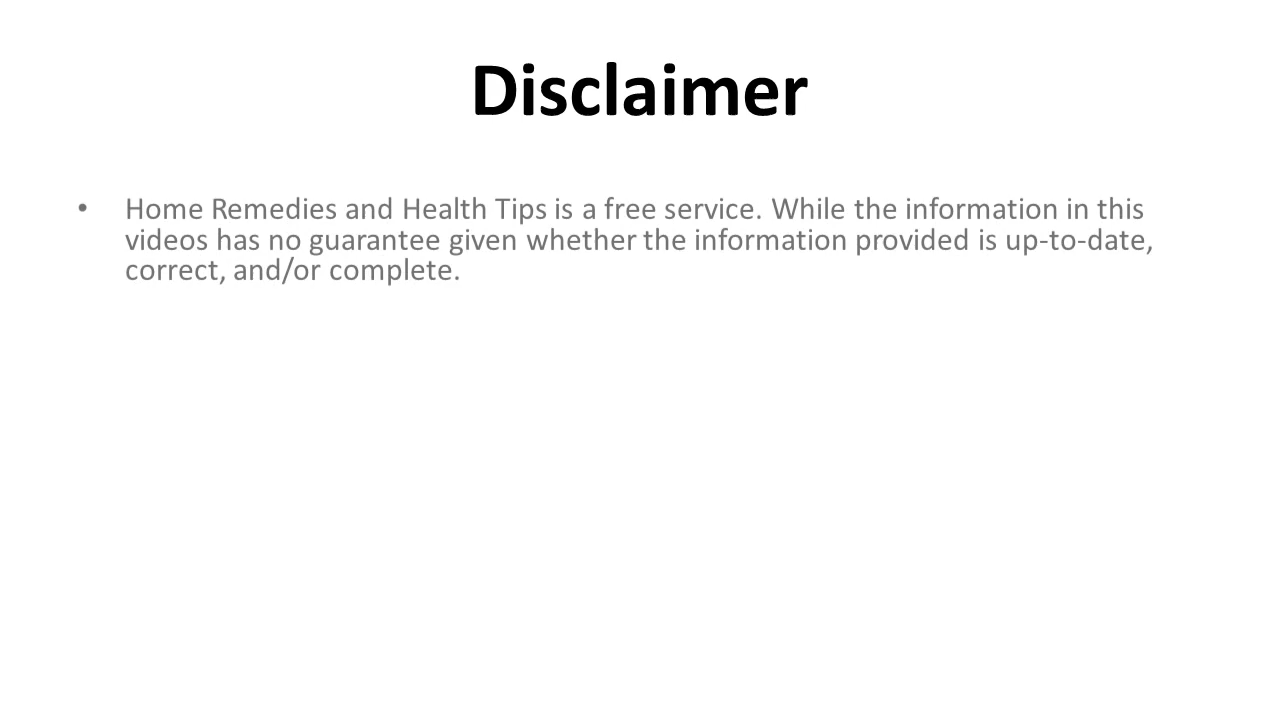 Disclaimer
• Home Remedies and Health Tips is a free service. While the information in this
videos has no guarantee given whether the information provided is up-to-date,
correct, and/or complete.